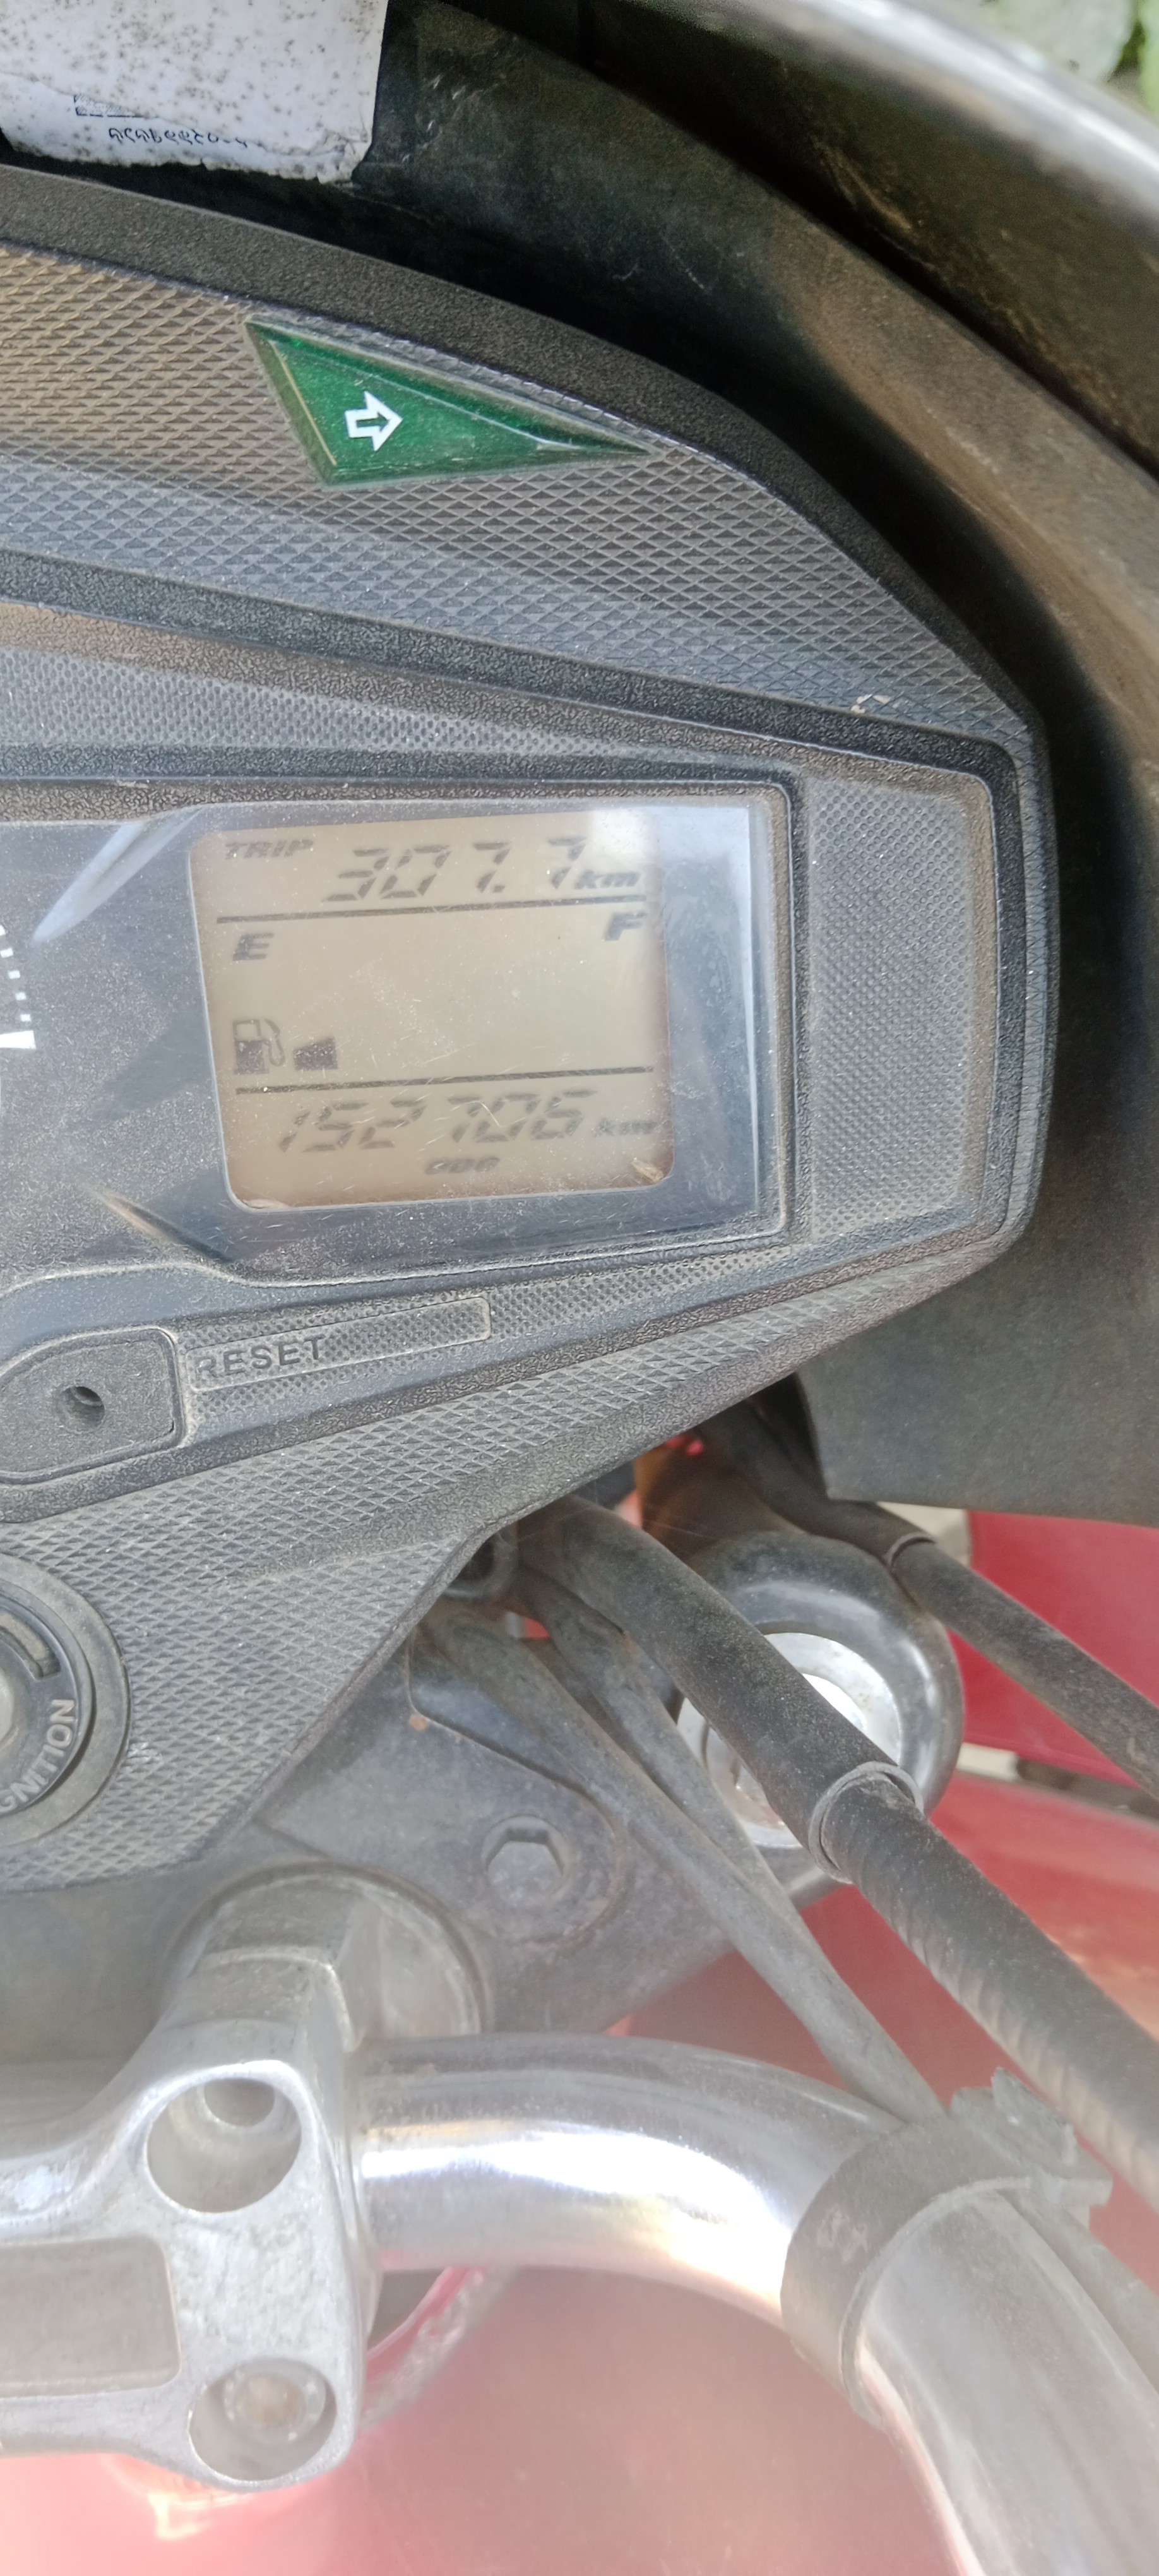 TRIP 307.7 km
E F
152706 km
ODO
RESET
IGNITION